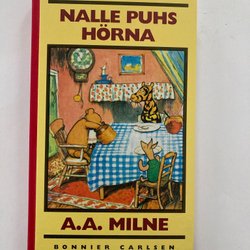 NALLE PUHS
HÖRNA
A.A. MILNE
BONNIER CARLSEN